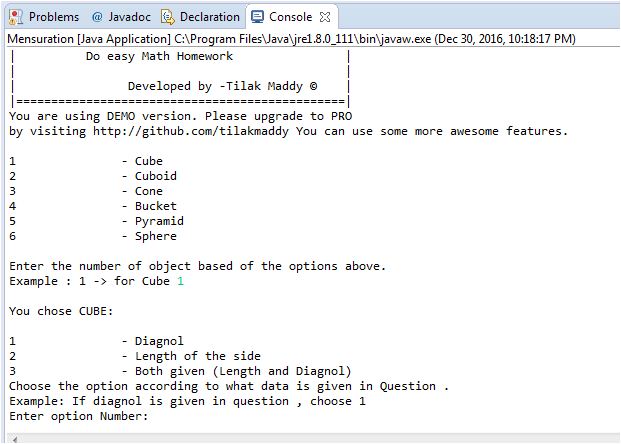 Problems @ Javadoc Declaration Console
Mensuration [Java Application] C:\Program Files\Java\jre1.8.0_111\bin\javaw.exe (Dec 30, 2016, 10:18:17 PM)
| Do easy Math Homework |
| |
| Developed by -Tilak Maddy © |
|===============================================|
You are using DEMO version. Please upgrade to PRO
by visiting http://github.com/tilakmaddy You can use some more awesome features.
1 - Cube
2 - Cuboid
3 - Cone
4 - Bucket
5 - Pyramid
6 - Sphere
Enter the number of object based of the options above.
Example : 1 -> for Cube 1
You chose CUBE:
1 - Diagnol
2 - Length of the side
3 - Both given (Length and Diagnol)
Choose the option according to what data is given in Question .
Example: If diagnol is given in question , choose 1
Enter option Number: